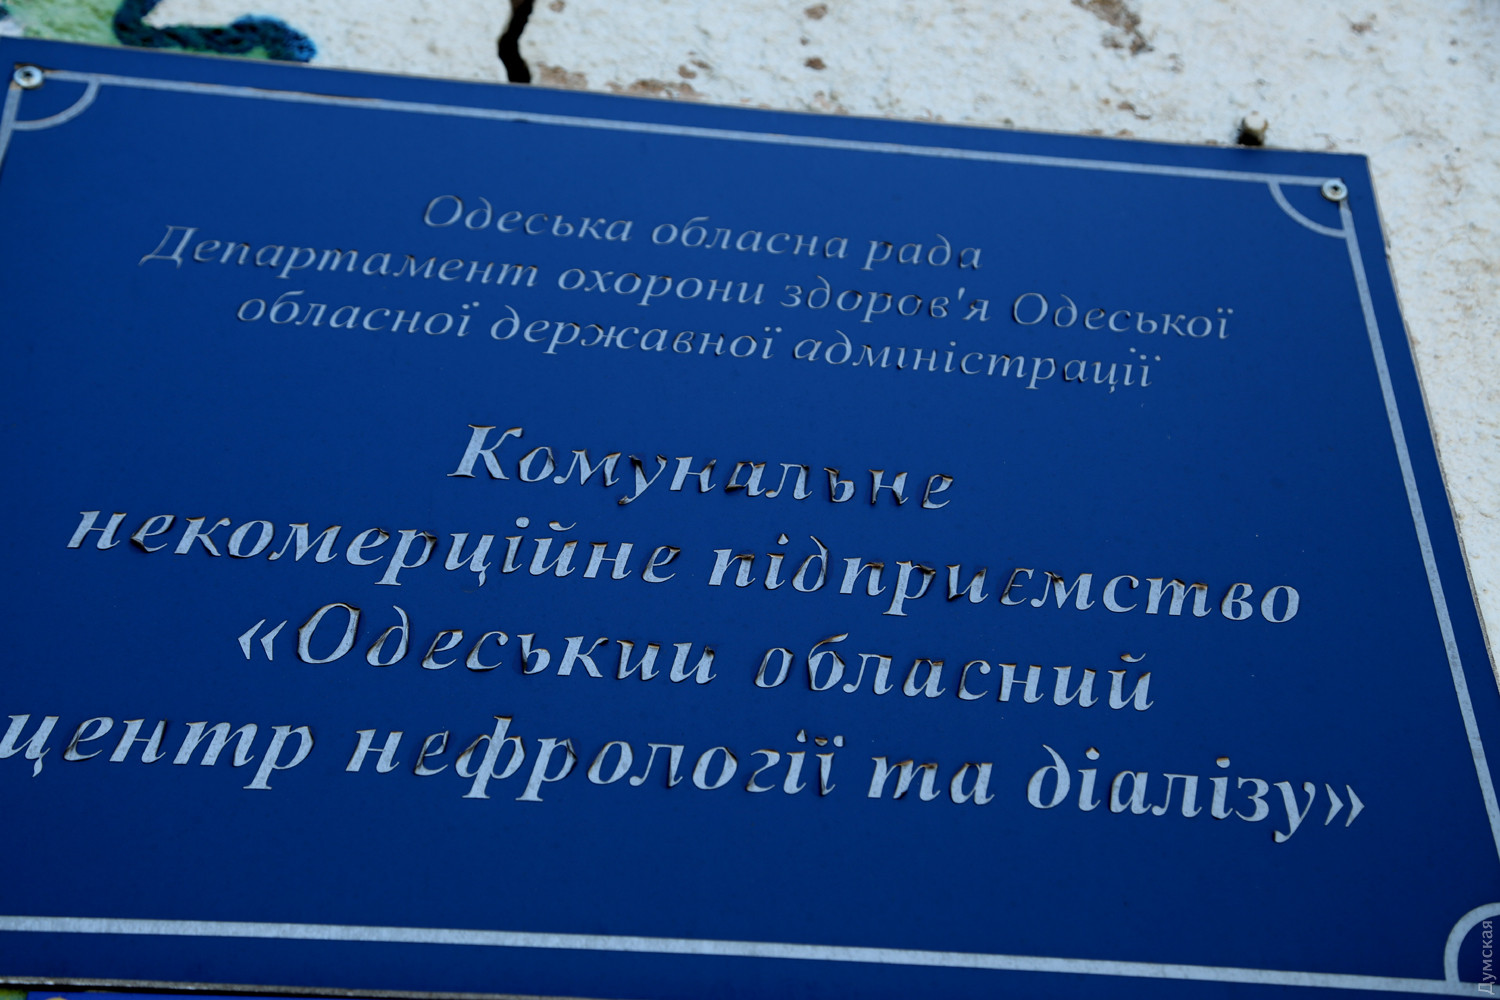 Одеська обласна рада
Департамент охорони здоров'я Одеської
обласної державної адміністрації
Комунальне
некомерційне підприємство
«Одеськии обласний
центр нефрології та діалізу»
Думская